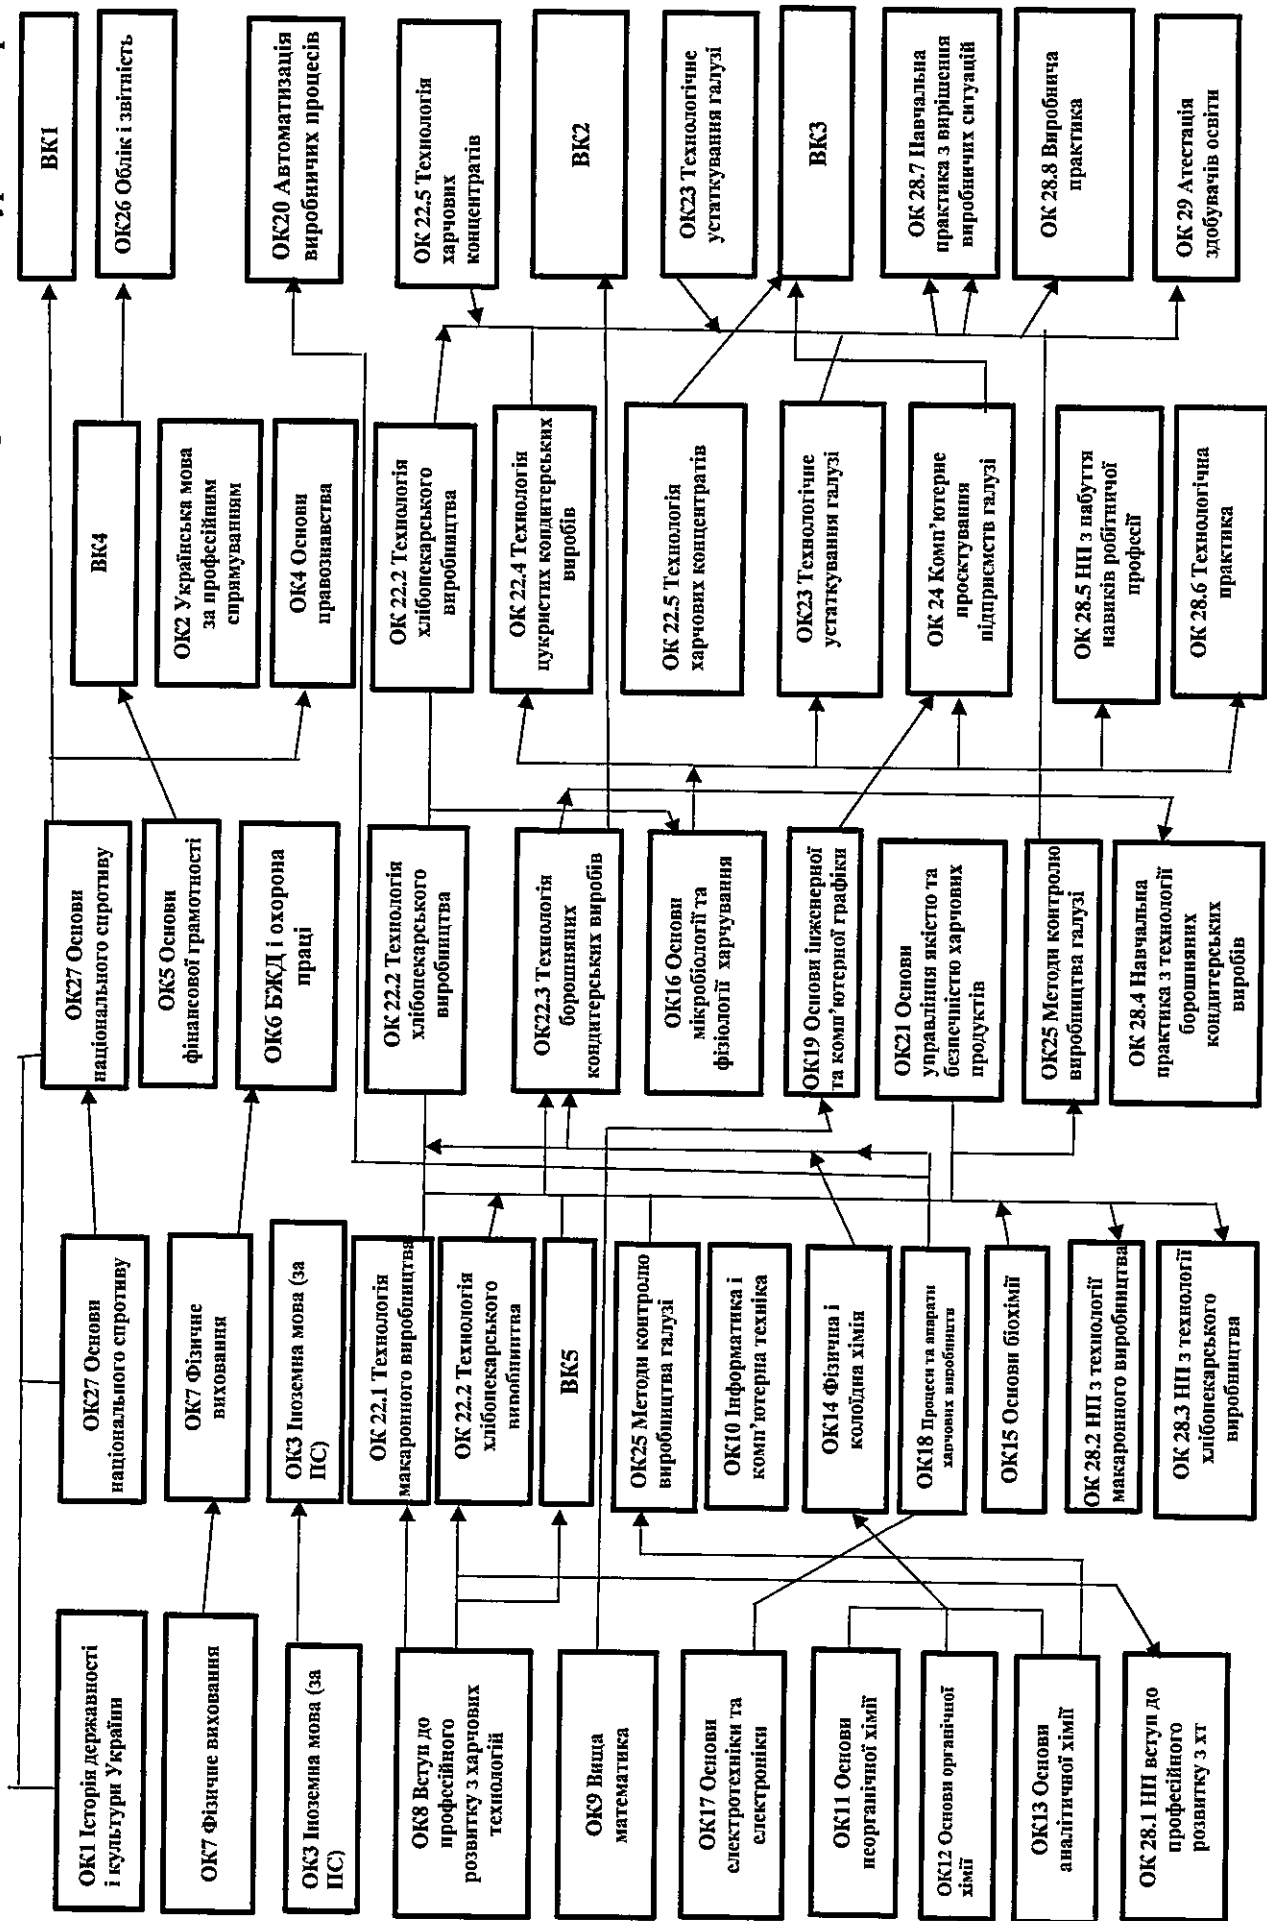 ОК1 Історія державності
і культури України
ОК7 Фізичне виховання
ОК3 Іноземна мова (за
ПС)
ОК8 Вступ до
професійного
розвитку з харчових
технологій
ОК9 Вища
математика
ОК17 Основи
електротехніки та
електроніки
ОК11 Основи
неорганічної хімії
ОК12 Основи органічної
хімії
ОК13 Основи
аналітичної хімії
ОК 28.1 НП вступ до
професійного
розвитку з хт
ОК27 Основи
національного спротиву
ОК7 Фізичне
виховання
ОК3 Іноземна мова (за
ПС)
ОК 22.1 Технологія
макаронного виробництва
ОК 22.2 Технологія
хлібопекарського
виробництва
ВК5
ОК25 Методи контролю
виробництва галузі
ОК10 Інформатика і
комп’ютерна техніка
ОК14 Фізична і
колоїдна хімія
ОК18 Процеси та апарати
харчових виробництв
ОК15 Основи біохімії
ОК 28.2 НП з технології
макаронного виробництва
ОК 28.3 НП з технології
хлібопекарського
виробництва
ОК27 Основи
національного спротиву
ОК5 Основи
фінансової грамотності
ОК6 БЖД і охорона
праці
ОК 22.2 Технологія
хлібопекарського
виробництва
ОК22.3 Технологія
борошняних
кондитерських виробів
ОК16 Основи
мікробіології та
фізіології харчування
ОК19 Основи інженерної
та комп’ютерної графіки
ОК21 Основи
управління якістю та
безпечністю харчових
продуктів
ОК25 Методи контролю
виробництва галузі
ОК 28.4 Навчальна
практика з технології
борошняних
кондитерських
виробів
ВК4
ОК2 Українська мова
за професійним
спрямуванням
ОК4 Основи
правознавства
ОК 22.2 Технологія
хлібопекарського
виробництва
ОК 22.4 Технологія
цукристих кондитерських
виробів
ОК 22.5 Технологія
харчових концентратів
ОК23 Технологічне
устаткування галузі
ОК 24 Комп’ютерне
проєктування
підприємств галузі
ОК 28.5 НП з набуття
навиків робітничої
професії
ОК 28.6 Технологічна
практика
ВК1
ОК26 Облік і звітність
ОК20 Автоматизація
виробничих процесів
ОК 22.5 Технологія
харчових
концентратів
ВК2
ОК23 Технологічне
устаткування галузі
ВК3
ОК 28.7 Навчальна
практика з вирішення
виробничих ситуацій
ОК 28.8 Виробнича
практика
ОК 29 Атестація
здобувачів освіти